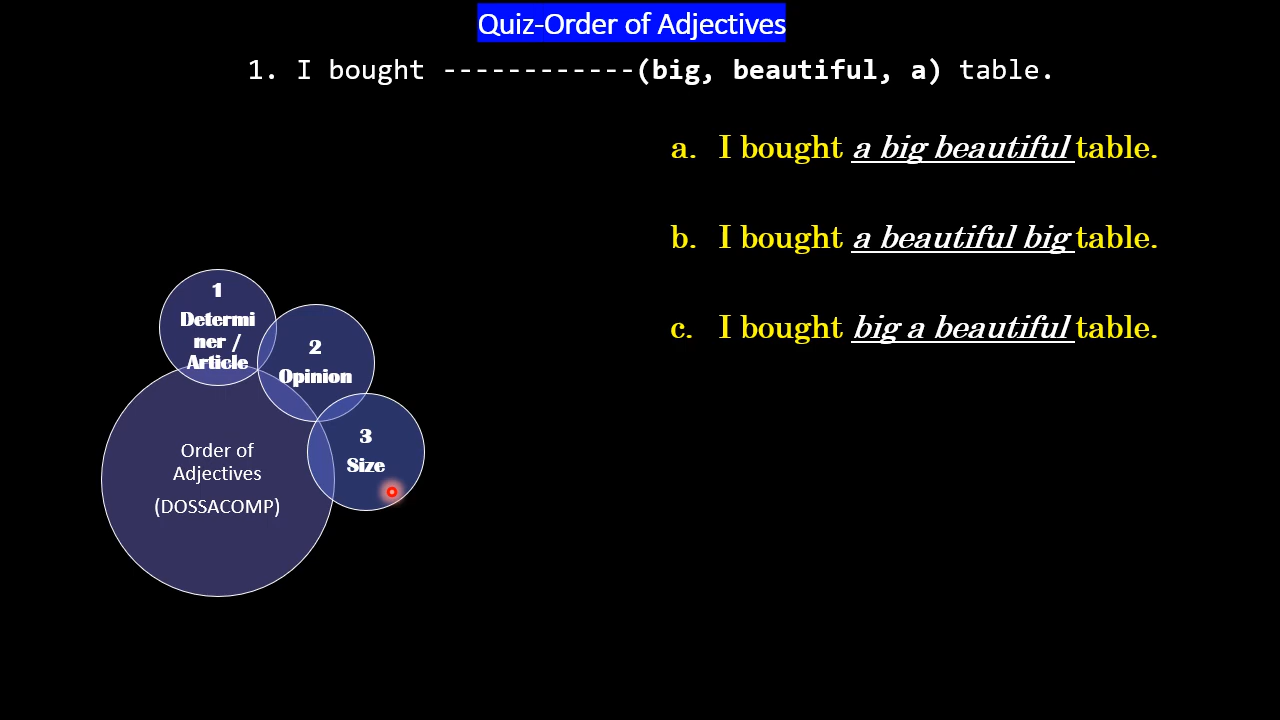 Quiz-Order of Adjectives
1. I bought ------------(big, beautiful, a) table.
a. I bought a big beautiful table.
b. I bought a beautiful big table.
c. I bought big a beautiful table.
1
Determi
ner /
Article
2
Opinion
3
Size
Order of
Adjectives
(DOSSACOMP)